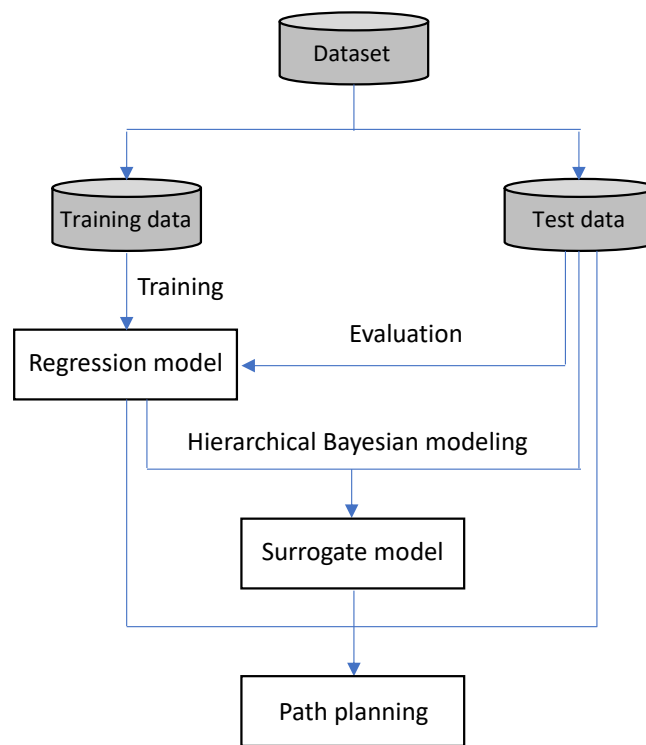 Dataset
Training data
Test data
Training
Evaluation
Regression model
Hierarchical Bayesian modeling
Surrogate model
Path planning